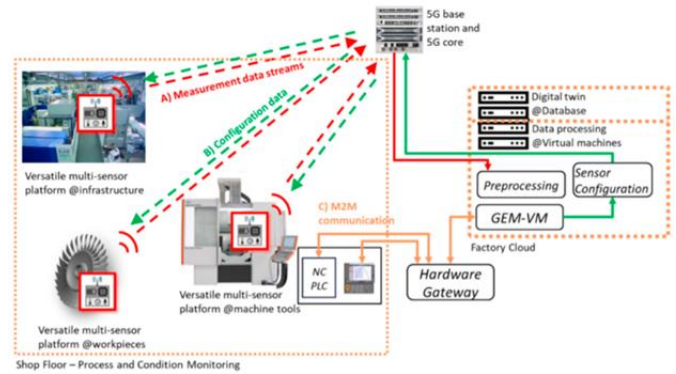 5G base
station and
5G core
A) Measurement data streams
B) Configuration data
Versatile multi-sensor
platform @infrastructure
Digital twin
@Database
Data processing
@Virtual machines
Preprocessing
Sensor
Configuration
GEM-VM
Factory Cloud
C) M2M
communication
NC
PLC
Hardware
Gateway
Versatile multi-sensor
platform @machine tools
Versatile multi-sensor
platform @workpieces
Shop Floor – Process and Condition Monitoring